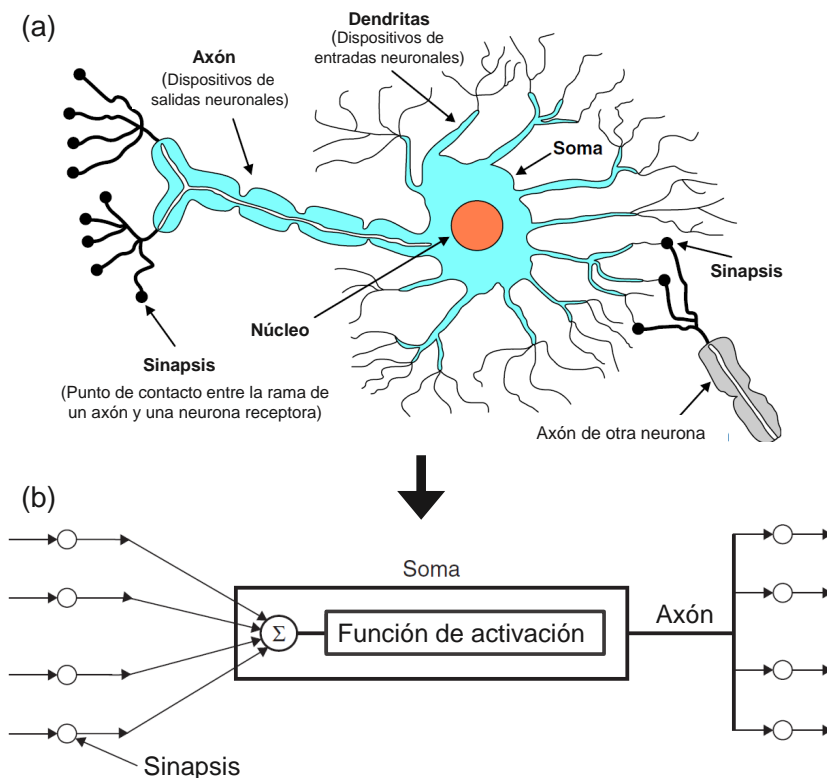 (a)
Dendritas
(Dispositivos de
entradas neuronales)
Axón
(Dispositivos de
salidas neuronales)
Soma
Sinapsis
Núcleo
Sinapsis
(Punto de contacto entre la rama de
un axón y una neurona receptora)
Axón de otra neurona
(b)
Soma
Σ
Función de activación
Axón
Sinapsis